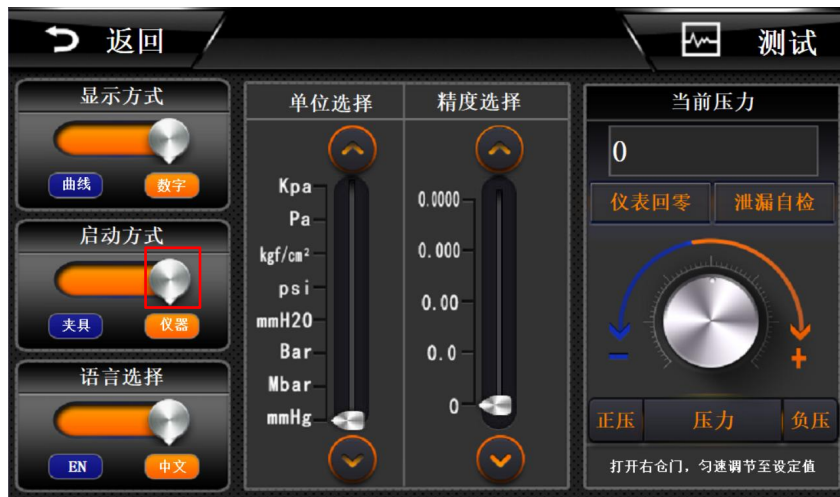 返回
测试
显示方式
曲线
数字
启动方式
夹具
仪器
语言选择
EN
中文
单位选择
Kpa
Pa
kgf/cm²
psi
mmH2O
Bar
Mbar
mmHg
精度选择
0.0000
0.000
0.00
0.0
0
当前压力
0
仪表回零
泄漏自检
−
+
正压
压力
负压
打开右仓门，匀速调节至设定值